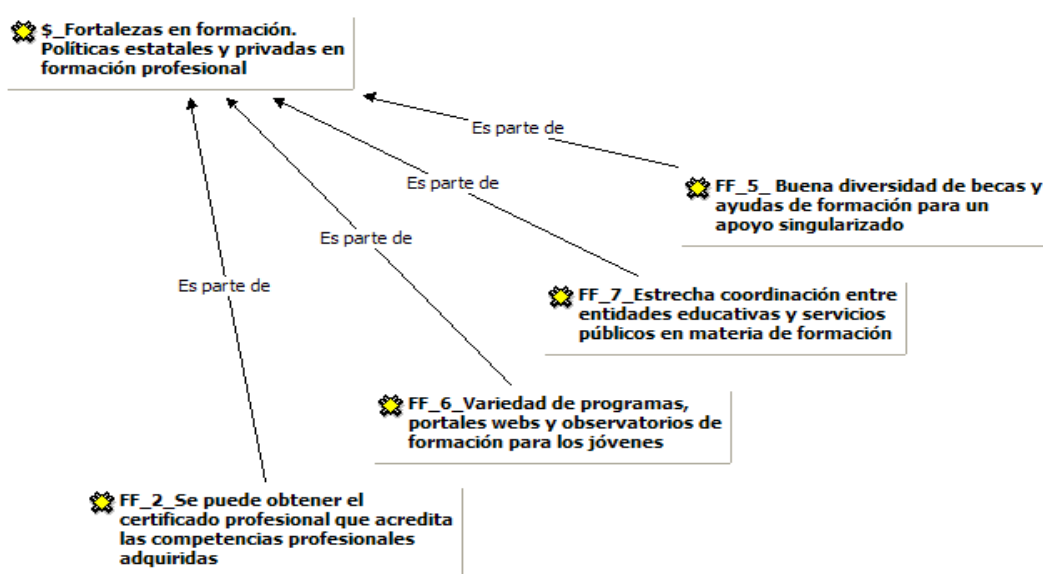 $_Fortalezas en formación.
Políticas estatales y privadas en
formación profesional
Es parte de
FF_5_ Buena diversidad de becas y
ayudas de formación para un
apoyo singularizado
Es parte de
FF_7_Estrecha coordinación entre
entidades educativas y servicios
públicos en materia de formación
Es parte de
FF_6_Variedad de programas,
portales webs y observatorios de
formación para los jóvenes
Es parte de
FF_2_Se puede obtener el
certificado profesional que acredita
las competencias profesionales
adquiridas